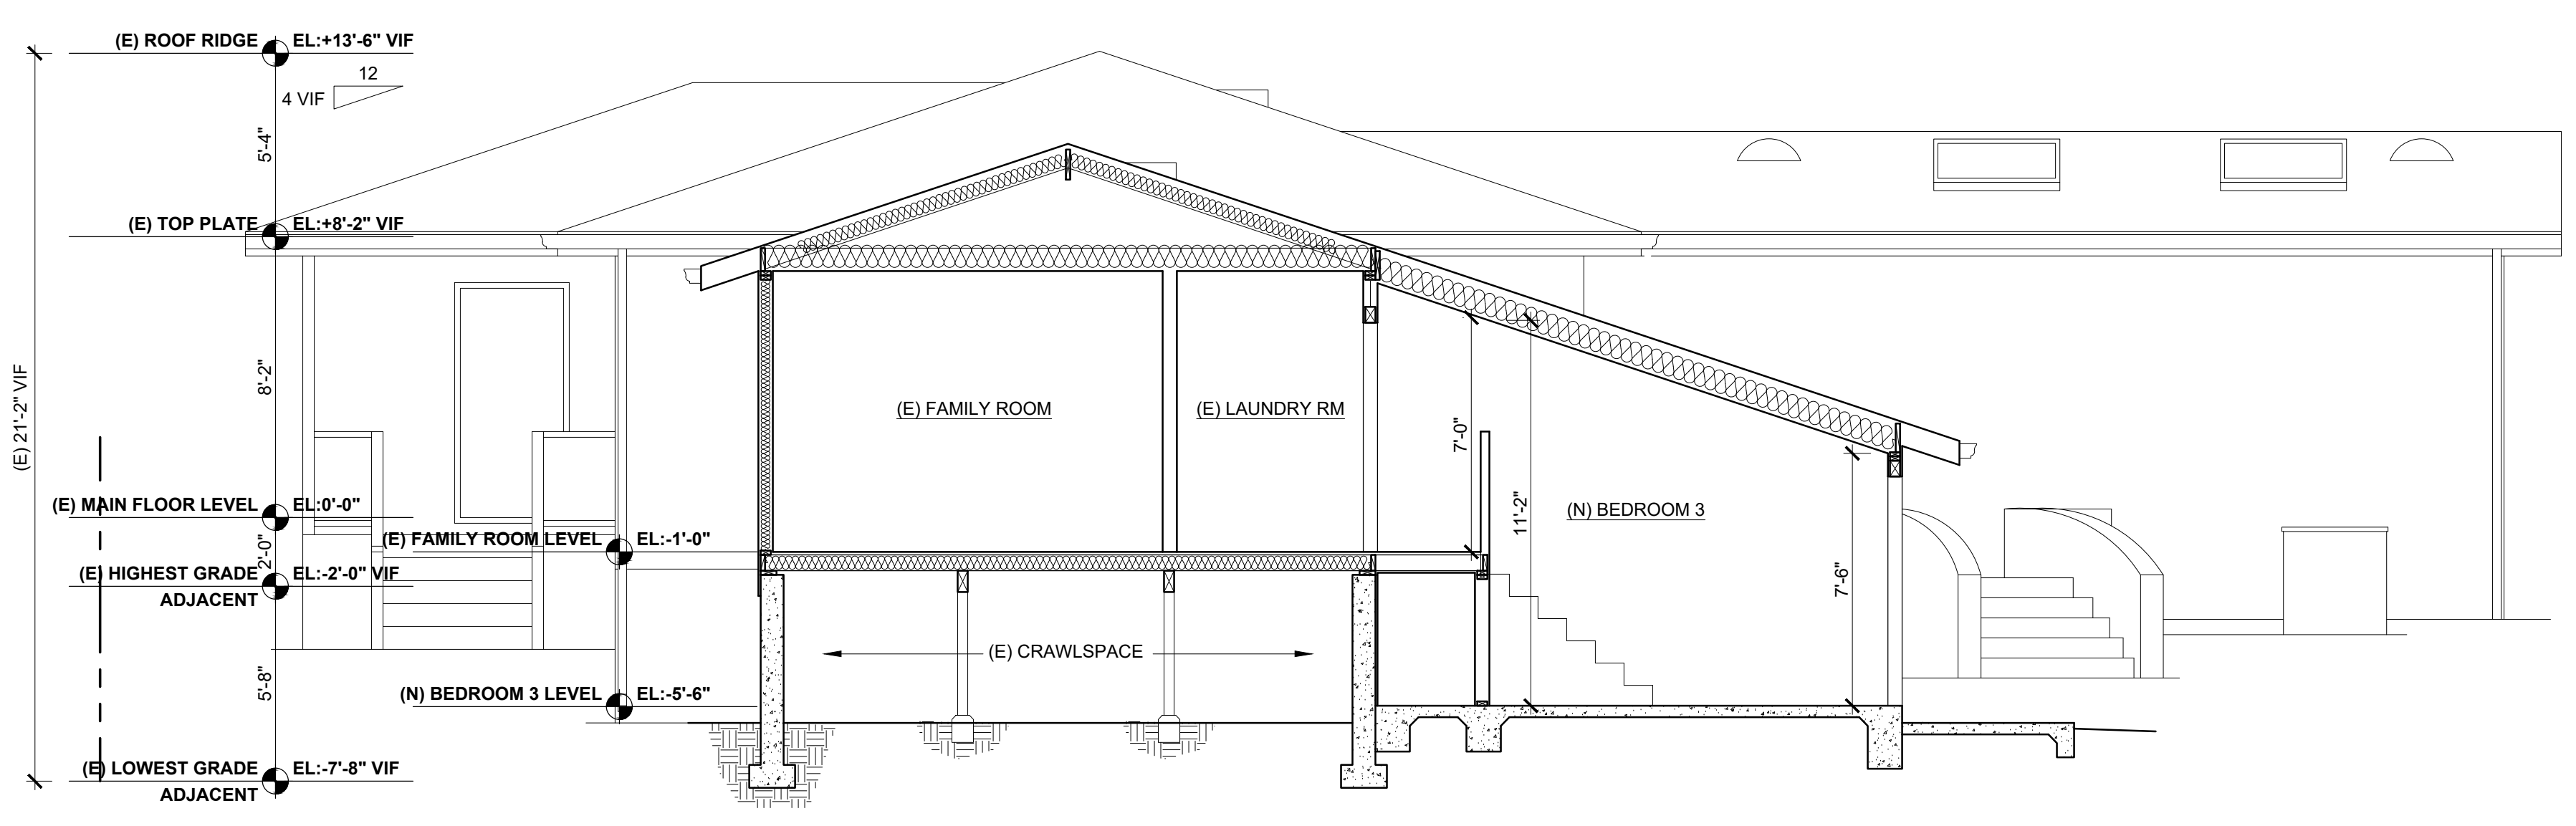 (E) ROOF RIDGE EL:+13'-6" VIF
12
4 VIF
5'-4"
(E) TOP PLATE EL:+8'-2" VIF
8'-2"
(E) 21'-2" VIF
(E) FAMILY ROOM
(E) LAUNDRY RM
7'-0"
11'-2"
(N) BEDROOM 3
7'-6"
(E) MAIN FLOOR LEVEL EL:0'-0"
2'-0"
(E) FAMILY ROOM LEVEL EL:-1'-0"
(E) HIGHEST GRADE EL:-2'-0" VIF
ADJACENT
(E) CRAWLSPACE
5'-8"
(N) BEDROOM 3 LEVEL EL:-5'-6"
(E) LOWEST GRADE EL:-7'-8" VIF
ADJACENT